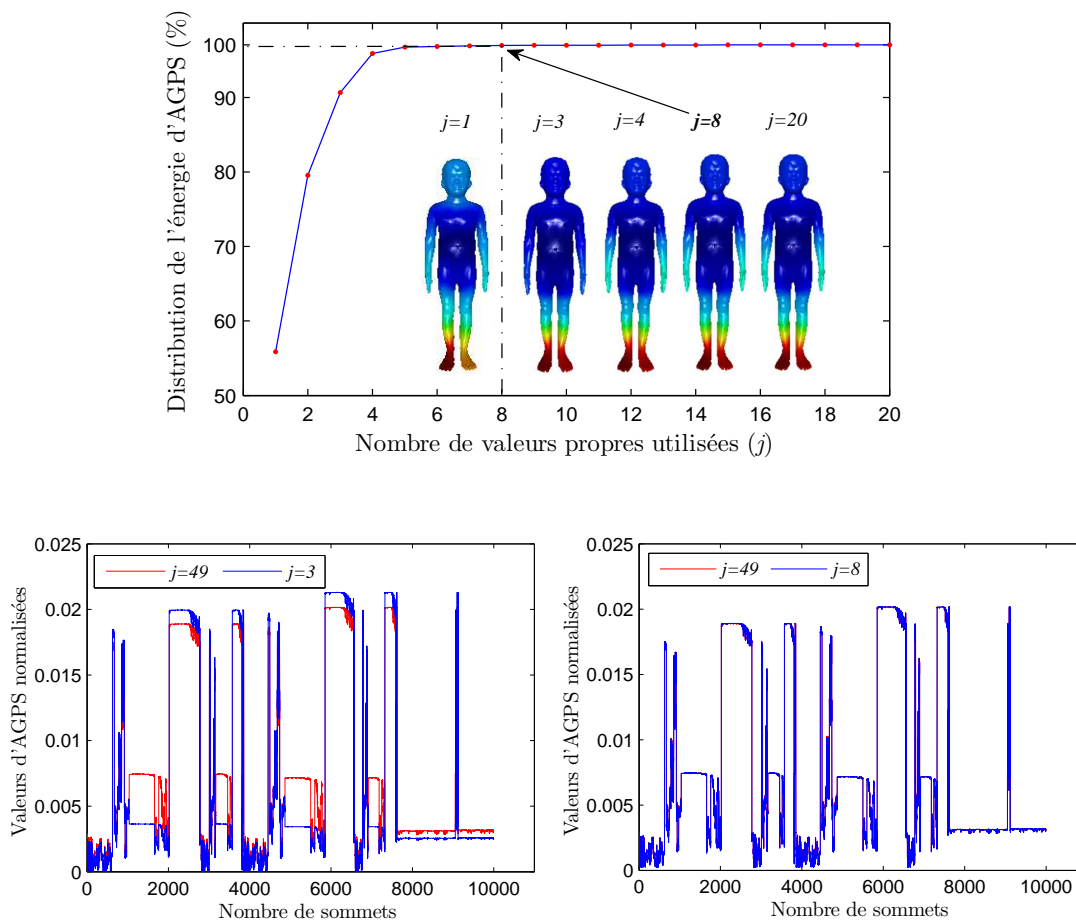 Distribution de l'énergie d'AGPS (%)
100
90
80
70
60
50
j=1
j=3
j=4
j=8
j=20
0 2 4 6 8 10 12 14 16 18 20
Nombre de valeurs propres utilisées (j)
Valeurs d'AGPS normalisées
0.025
0.02
0.015
0.01
0.005
0
j=49 j=3
0 2000 4000 6000 8000 10000
Nombre de sommets
Valeurs d'AGPS normalisées
0.025
0.02
0.015
0.01
0.005
0
j=49 j=8
0 2000 4000 6000 8000 10000
Nombre de sommets